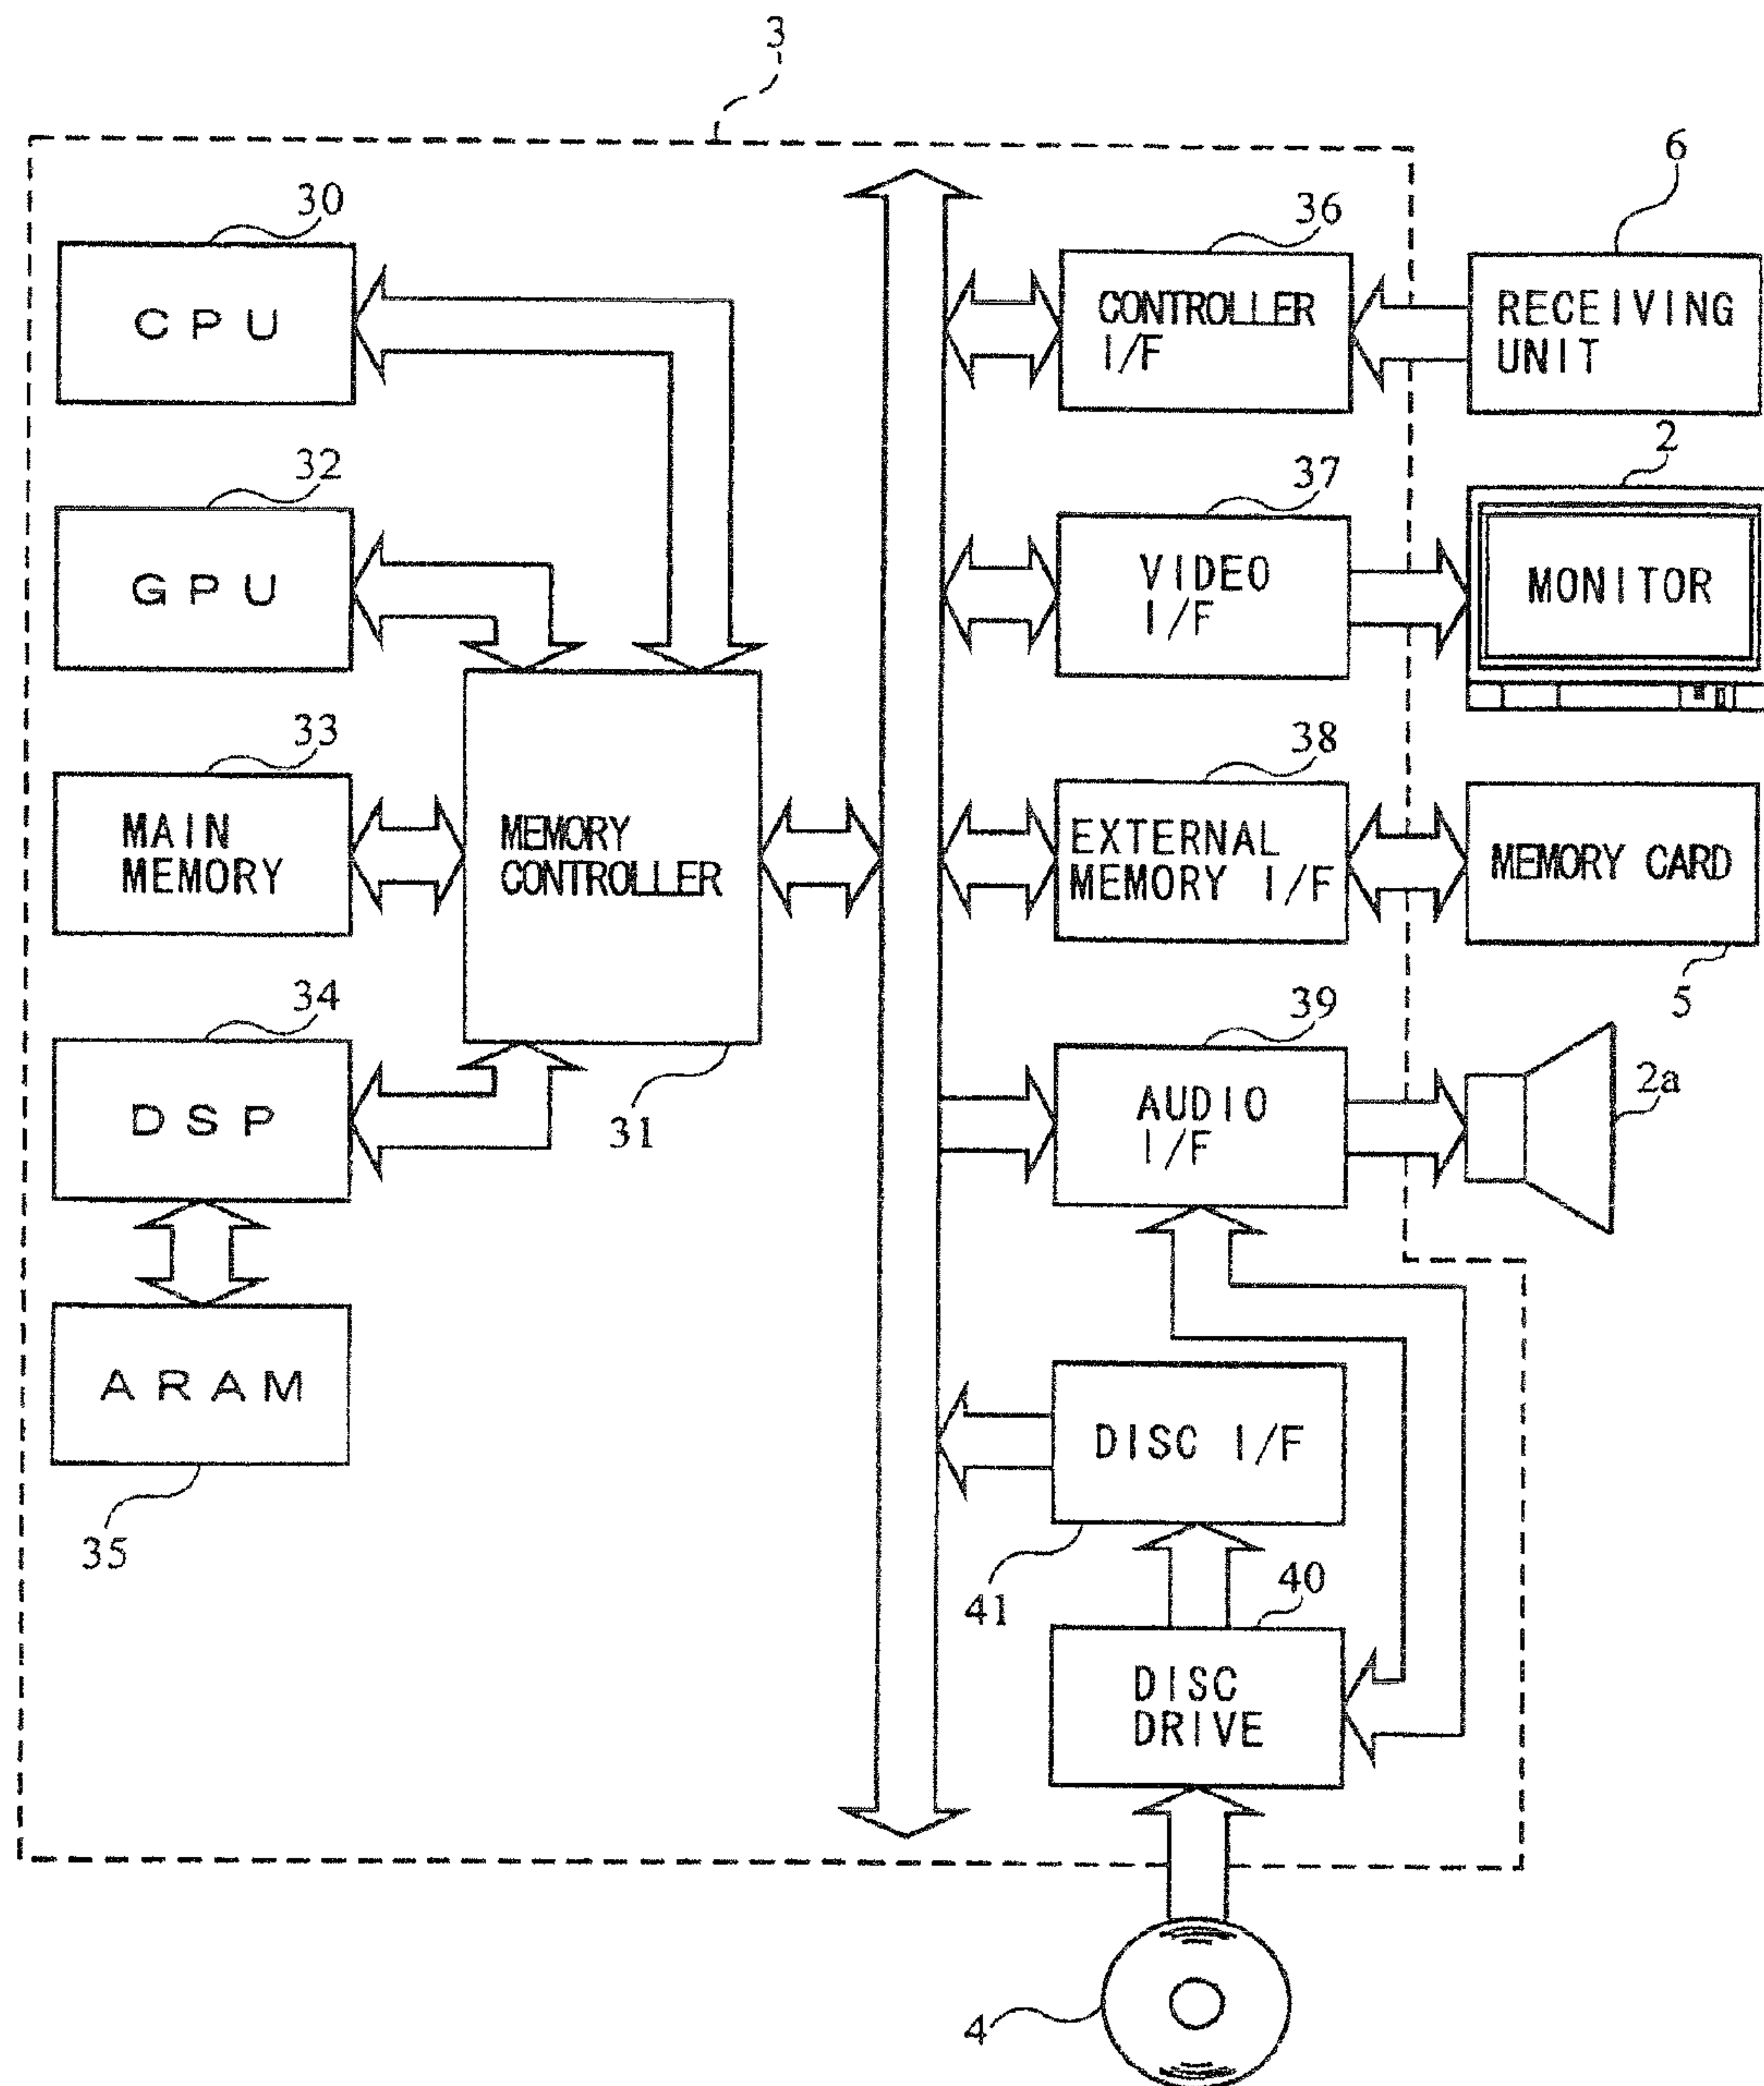 3
30
CPU
32
GPU
33
MAIN
MEMORY
34
DSP
ARAM
35
MEMORY
CONTROLLER
31
36
CONTROLLER
I/F
6
RECEIVING
UNIT
37
VIDEO
I/F
2
MONITOR
38
EXTERNAL
MEMORY I/F
MEMORY CARD
5
39
AUDIO
I/F
2a
DISC I/F
41
40
DISC
DRIVE
4